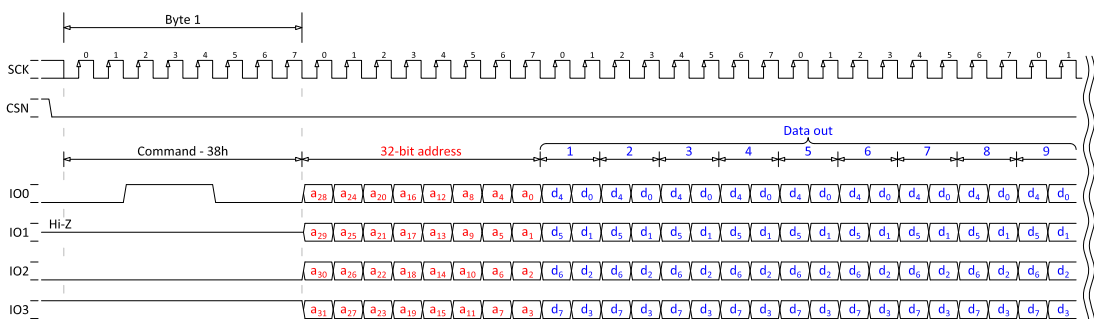 Byte 1
SCK 0 1 2 3 4 5 6 7 0 1 2 3 4 5 6 7 0 1 2 3 4 5 6 7 0 1 2 3 4 5 6 7 0 1
CSN
Data out
Command - 38h 32-bit address 1 2 3 4 5 6 7 8 9
IO0 a28 a24 a20 a16 a12 a8 a4 a0 d4 d0 d4 d0 d4 d0 d4 d0 d4 d0 d4 d0 d4 d0 d4 d0 d4 d0
IO1 Hi-Z a29 a25 a21 a17 a13 a9 a5 a1 d5 d1 d5 d1 d5 d1 d5 d1 d5 d1 d5 d1 d5 d1 d5 d1 d5 d1
IO2 a30 a26 a22 a18 a14 a10 a6 a2 d6 d2 d6 d2 d6 d2 d6 d2 d6 d2 d6 d2 d6 d2 d6 d2 d6 d2
IO3 a31 a27 a23 a19 a15 a11 a7 a3 d7 d3 d7 d3 d7 d3 d7 d3 d7 d3 d7 d3 d7 d3 d7 d3 d7 d3